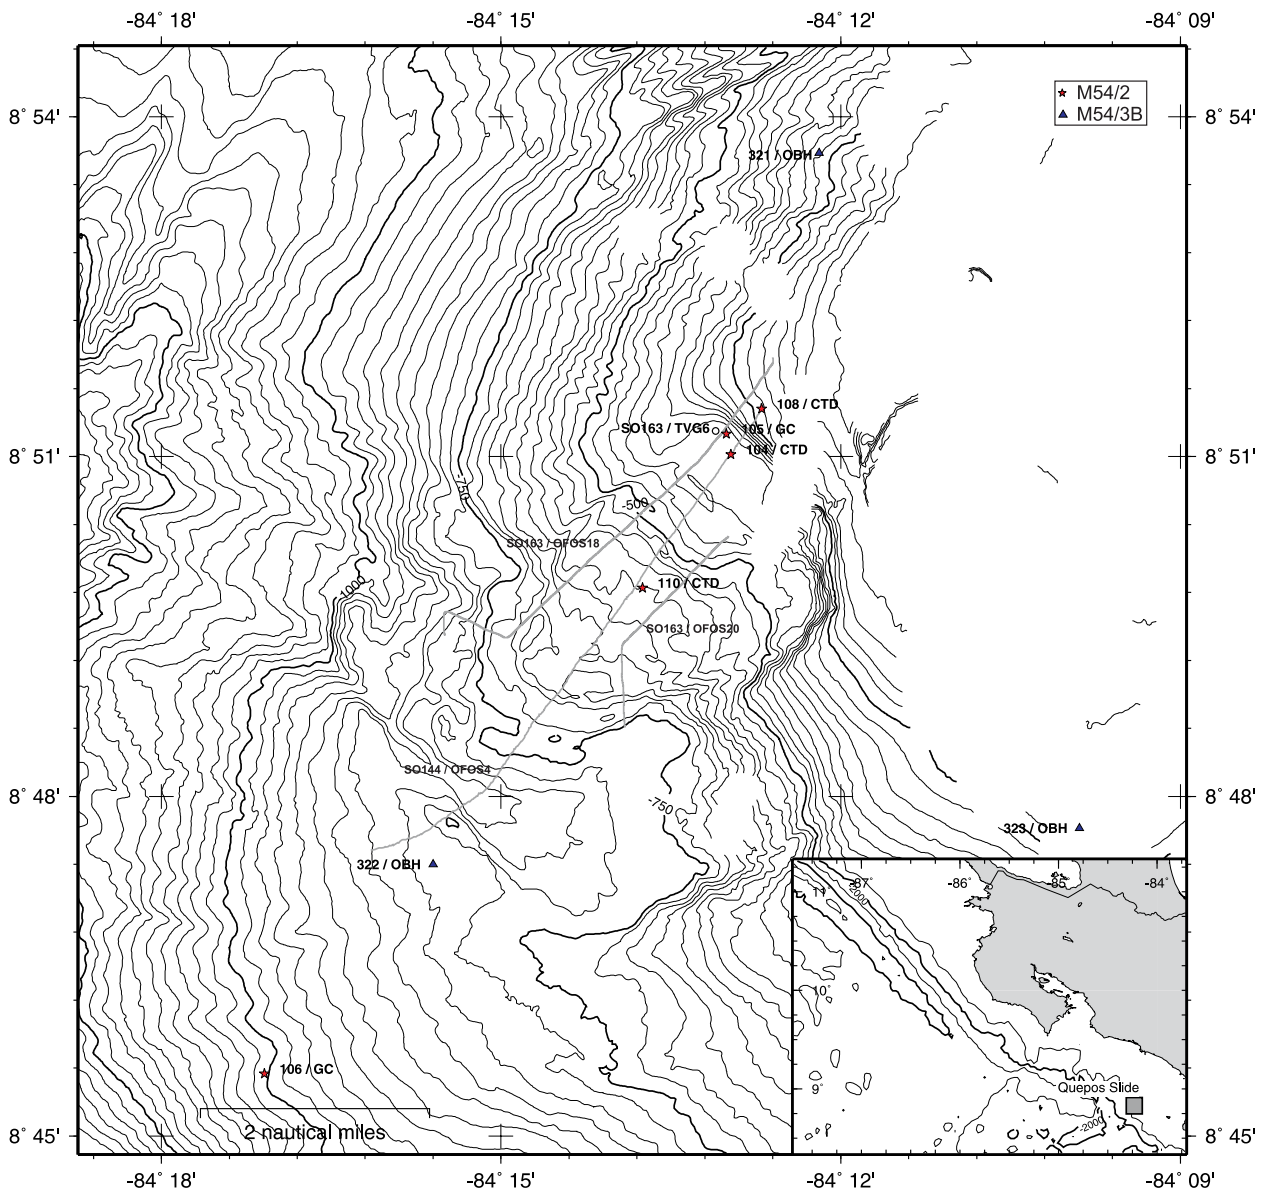 -84° 18'
-84° 15'
-84° 12'
-84° 09'
8° 54'
8° 54'
M54/2
M54/3B
321 / OBH
108 / CTD
SO163 / TVG6
105 / GC
104 / CTD
8° 51'
8° 51'
-750
-500
SO163 / OFOS18
-1000
110 / CTD
SO163 / OFOS20
SO144 / OFOS4
8° 48'
8° 48'
-750
323 / OBH
322 / OBH
-87°
-86°
-85°
-84°
11°
-2000
10°
106 / GC
9°
Quepos Slide
2 nautical miles
-2000
8° 45'
8° 45'
-84° 18'
-84° 15'
-84° 12'
-84° 09'